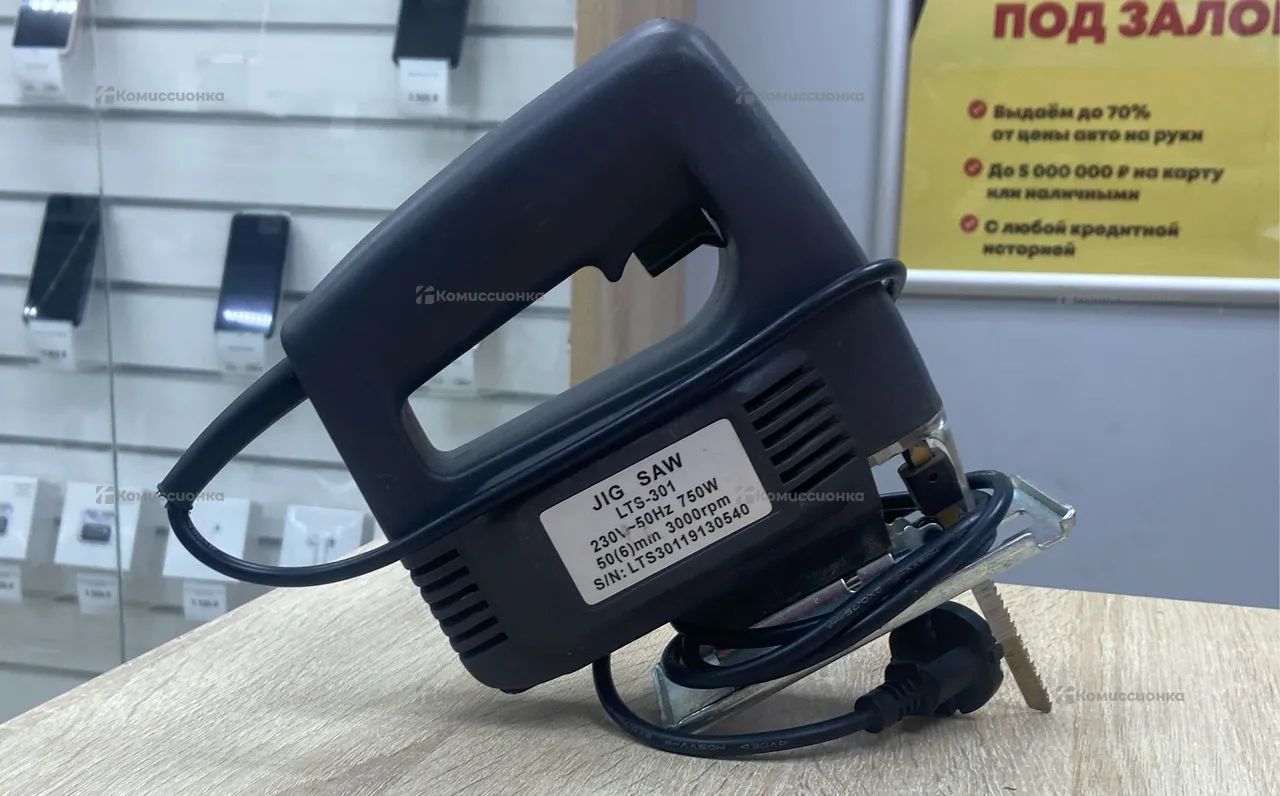 ПОД ЗАЛО
Выдаём до 70%
от цены авто на руки
До 5 000 000 ₽ на карту
или наличными
С любой кредитной
историей
JIG SAW
LTS-301
230V~50Hz 750W
50(6)min 3000rpm
S/N: LTS30119130540
Комиссионка
Комиссионка
Комиссионка
Комиссионка
Комиссионка
Комиссионка
Комиссионка